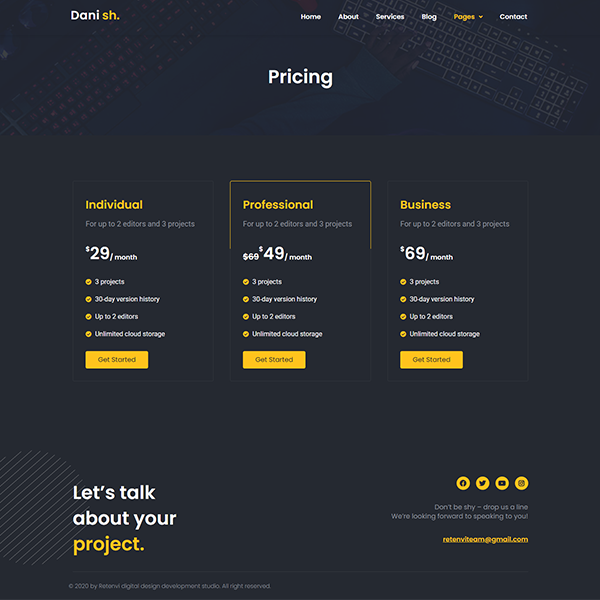 Dani sh.
Home About Services Blog Pages Contact
Pricing
Individual
For up to 2 editors and 3 projects
$29/ month
3 projects
30-day version history
Up to 2 editors
Unlimited cloud storage
Get Started
Professional
For up to 2 editors and 3 projects
$69 $49/ month
3 projects
30-day version history
Up to 2 editors
Unlimited cloud storage
Get Started
Business
For up to 2 editors and 3 projects
$69/ month
3 projects
30-day version history
Up to 2 editors
Unlimited cloud storage
Get Started
Let's talk
about your
project.
Don't be shy – drop us a line
We're looking forward to speaking to you!
retenviteam@gmail.com
© 2020 by Retenvi digital design development studio. All right reserved.